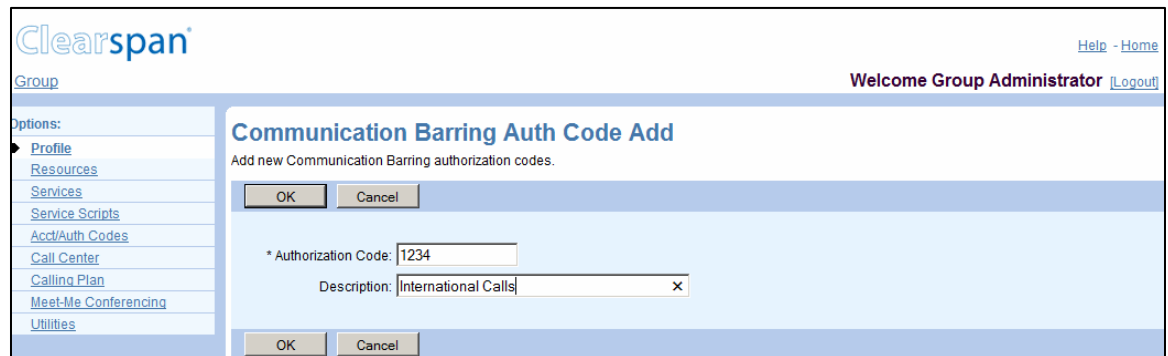 Clearspan
Help - Home
Group
Welcome Group Administrator [Logout]
Options:
Profile
Resources
Services
Service Scripts
Acct/Auth Codes
Call Center
Calling Plan
Meet-Me Conferencing
Utilities
Communication Barring Auth Code Add
Add new Communication Barring authorization codes.
OK Cancel
* Authorization Code: 1234
Description: International Calls
OK Cancel